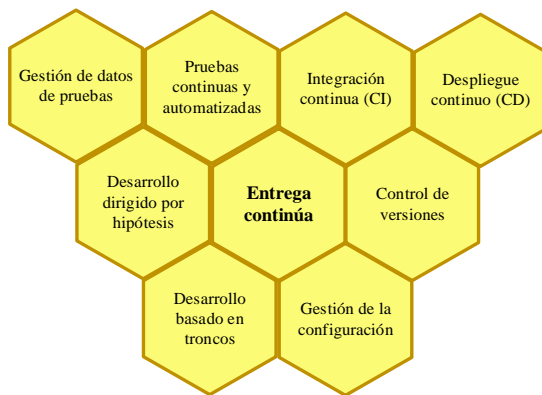 Gestión de datos
de pruebas
Pruebas
continuas y
automatizadas
Integración
continua (CI)
Despliegue
continuo (CD)
Desarrollo
dirigido por
hipótesis
Entrega
continúa
Control de
versiones
Desarrollo
basado en
troncos
Gestión de la
configuración